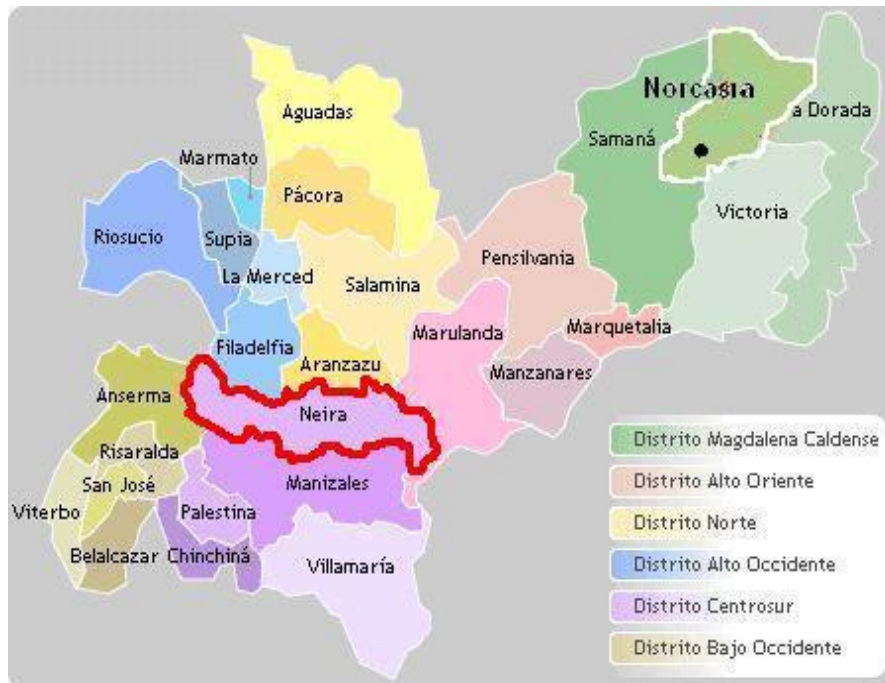 Aguadas
Norcasia
a Dorada
Samaná
Marmato
Pácora
Victoria
Riosucio
Supia
La Merced
Pensilvania
Salamina
Marulanda
Marquetalia
Filadelfia
Aranzazu
Manzanares
Anserma
Neira
Risaralda
San José
Manizales
Viterbo
Palestina
Belalcazar
Chinchiná
Villamaría
Distrito Magdalena Caldense
Distrito Alto Oriente
Distrito Norte
Distrito Alto Occidente
Distrito Centrosur
Distrito Bajo Occidente